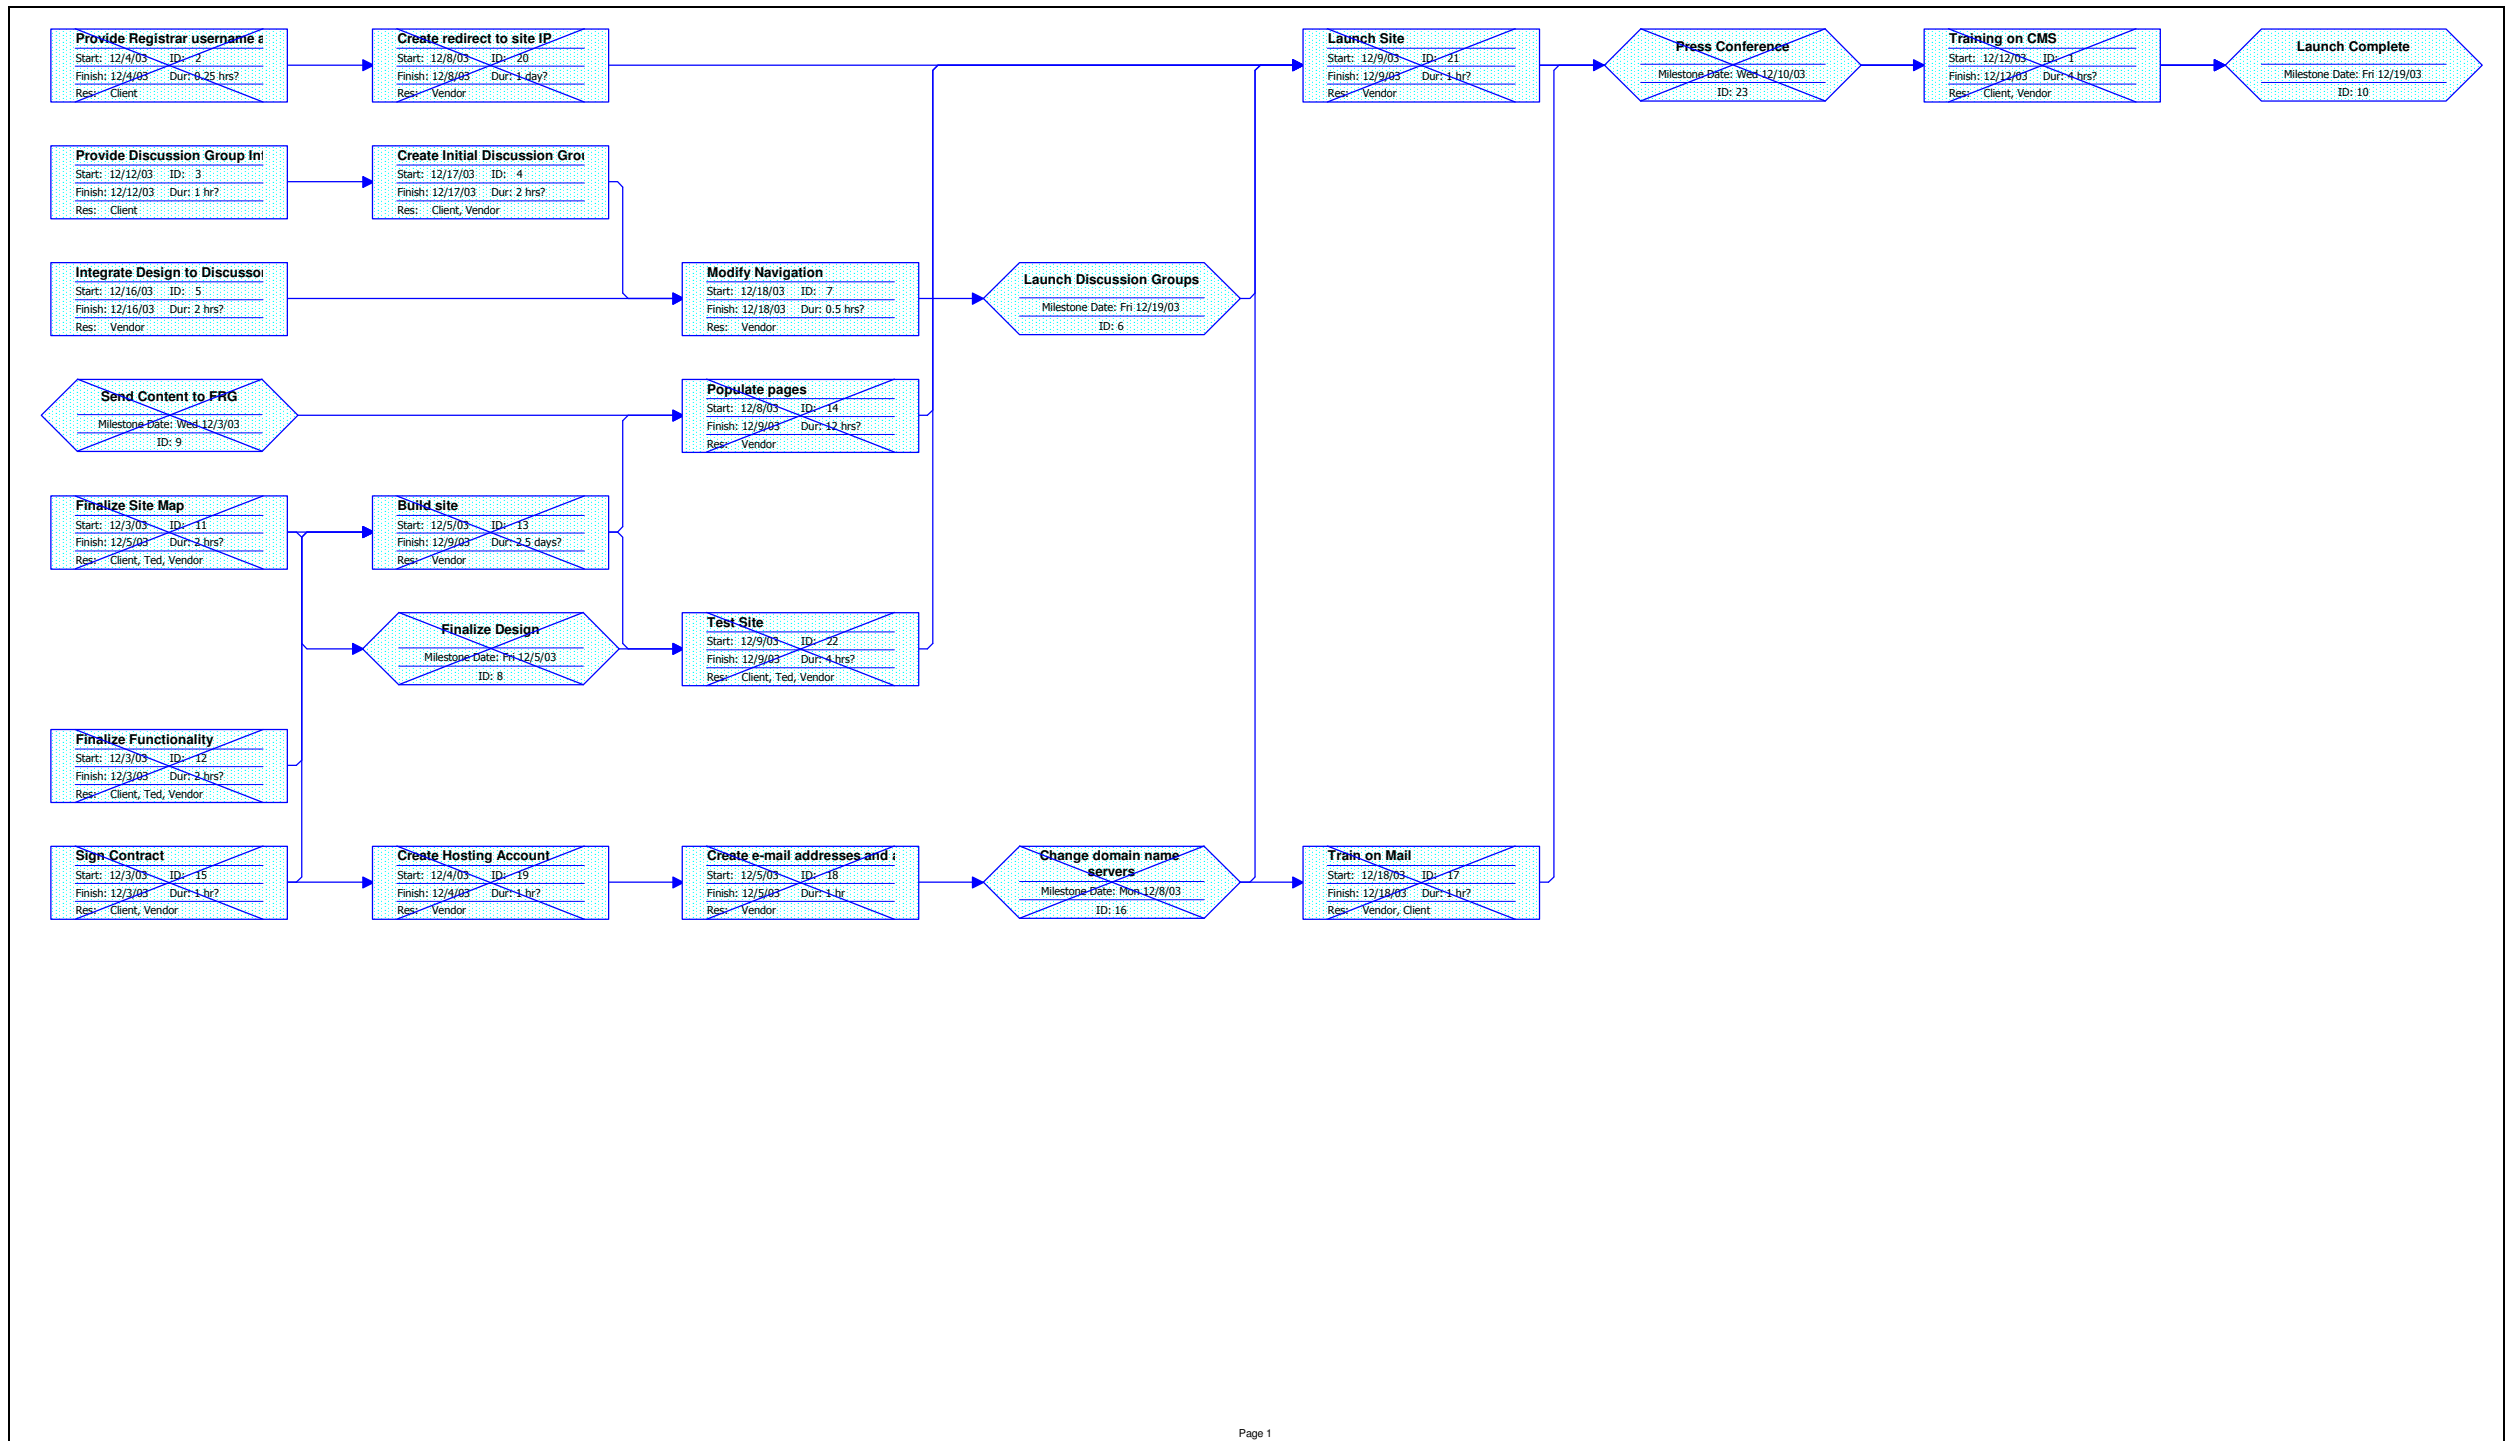 Provide Registrar username a
Start: 12/4/03 ID: 2
Finish: 12/4/03 Dur: 0.25 hrs?
Res: Client
Create redirect to site IP
Start: 12/8/03 ID: 20
Finish: 12/8/03 Dur: 1 day?
Res: Vendor
Launch Site
Start: 12/9/03 ID: 21
Finish: 12/9/03 Dur: 1 hr?
Res: Vendor
Press Conference
Milestone Date: Wed 12/10/03
ID: 23
Training on CMS
Start: 12/12/03 ID: 1
Finish: 12/12/03 Dur: 4 hrs?
Res: Client, Vendor
Launch Complete
Milestone Date: Fri 12/19/03
ID: 10
Provide Discussion Group Inf
Start: 12/12/03 ID: 3
Finish: 12/12/03 Dur: 1 hr?
Res: Client
Create Initial Discussion Grou
Start: 12/17/03 ID: 4
Finish: 12/17/03 Dur: 2 hrs?
Res: Client, Vendor
Integrate Design to Discusson
Start: 12/16/03 ID: 5
Finish: 12/16/03 Dur: 2 hrs?
Res: Vendor
Modify Navigation
Start: 12/18/03 ID: 7
Finish: 12/18/03 Dur: 0.5 hrs?
Res: Vendor
Launch Discussion Groups
Milestone Date: Fri 12/19/03
ID: 6
Send Content to FRG
Milestone Date: Wed 12/3/03
ID: 9
Populate pages
Start: 12/8/03 ID: 14
Finish: 12/9/03 Dur: 12 hrs?
Res: Vendor
Finalize Site Map
Start: 12/3/03 ID: 11
Finish: 12/5/03 Dur: 2 hrs?
Res: Client, Ted, Vendor
Build site
Start: 12/5/03 ID: 13
Finish: 12/9/03 Dur: 2.5 days?
Res: Vendor
Finalize Design
Milestone Date: Fri 12/5/03
ID: 8
Test Site
Start: 12/9/03 ID: 22
Finish: 12/9/03 Dur: 4 hrs?
Res: Client, Ted, Vendor
Finalize Functionality
Start: 12/3/03 ID: 12
Finish: 12/3/03 Dur: 2 hrs?
Res: Client, Ted, Vendor
Sign Contract
Start: 12/3/03 ID: 15
Finish: 12/3/03 Dur: 1 hr?
Res: Client, Vendor
Create Hosting Account
Start: 12/4/03 ID: 19
Finish: 12/4/03 Dur: 1 hr?
Res: Vendor
Create e-mail addresses and a
Start: 12/5/03 ID: 18
Finish: 12/5/03 Dur: 1 hr
Res: Vendor
Change domain name
servers
Milestone Date: Mon 12/8/03
ID: 16
Train on Mail
Start: 12/18/03 ID: 17
Finish: 12/18/03 Dur: 1 hr?
Res: Vendor, Client
Page 1